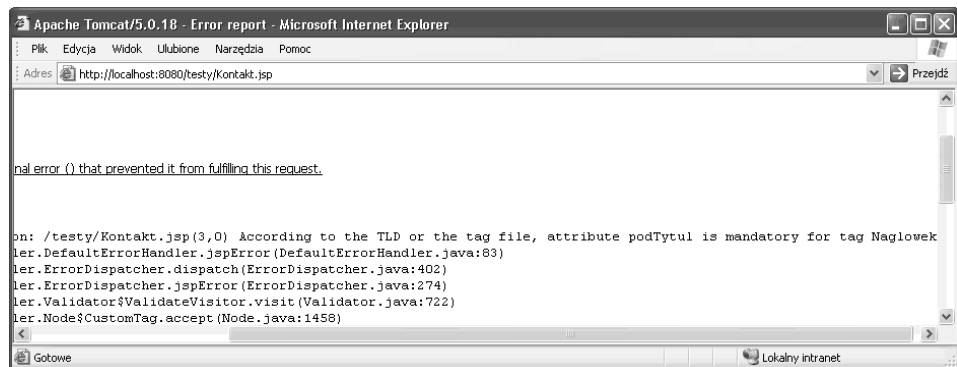 Apache Tomcat/5.0.18 - Error report - Microsoft Internet Explorer
Plik Edycja Widok Ulubione Narzędzia Pomoc
Adres http://localhost:8080/testy/Kontakt.jsp Przejdź
nal error () that prevented it from fulfilling this request.
on: /testy/Kontakt.jsp(3,0) According to the TLD or the tag file, attribute podTytul is mandatory for tag Naglowek
ler.DefaultErrorHandler.jspError(DefaultErrorHandler.java:83)
ler.ErrorDispatcher.dispatch(ErrorDispatcher.java:402)
ler.ErrorDispatcher.jspError(ErrorDispatcher.java:274)
ler.Validator$ValidateVisitor.visit(Validator.java:722)
ler.Node$CustomTag.accept(Node.java:1458)
Gotowe Lokalny intranet